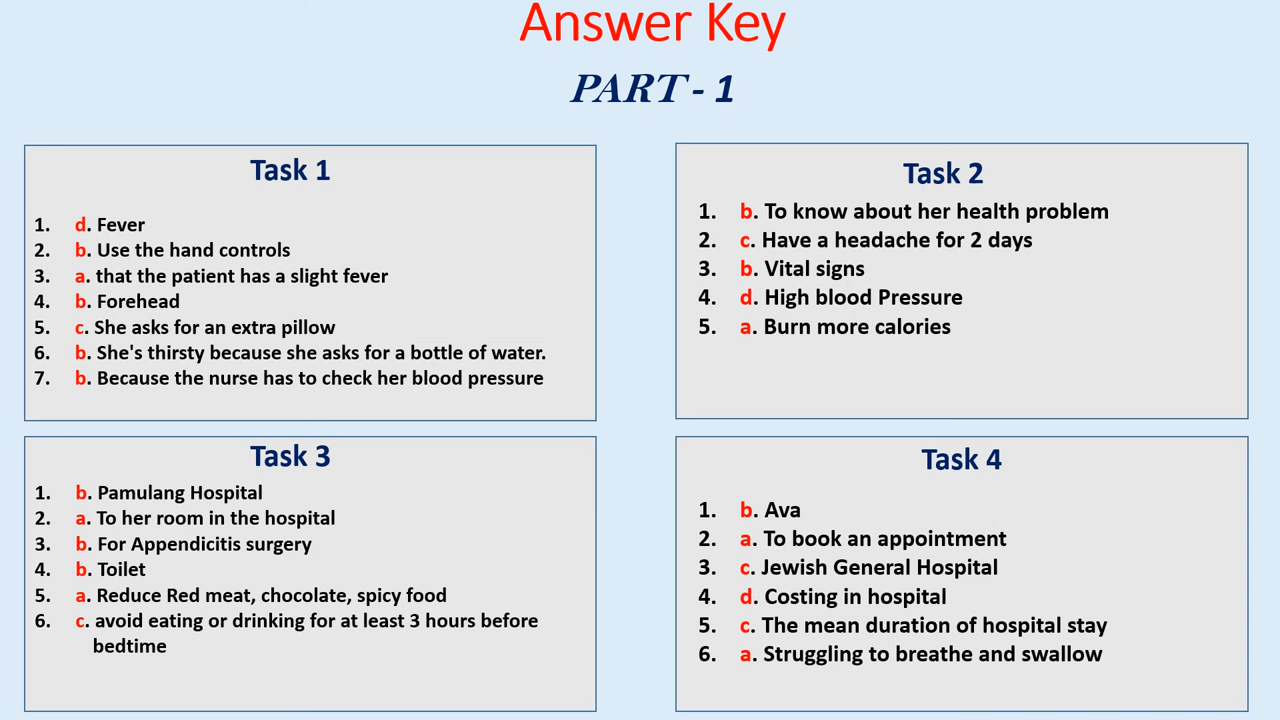 Answer Key
PART - 1
Task 1
1. d. Fever
2. b. Use the hand controls
3. a. that the patient has a slight fever
4. b. Forehead
5. c. She asks for an extra pillow
6. b. She's thirsty because she asks for a bottle of water.
7. b. Because the nurse has to check her blood pressure
Task 2
1. b. To know about her health problem
2. c. Have a headache for 2 days
3. b. Vital signs
4. d. High blood Pressure
5. a. Burn more calories
Task 3
1. b. Pamulang Hospital
2. a. To her room in the hospital
3. b. For Appendicitis surgery
4. b. Toilet
5. a. Reduce Red meat, chocolate, spicy food
6. c. avoid eating or drinking for at least 3 hours before
bedtime
Task 4
1. b. Ava
2. a. To book an appointment
3. c. Jewish General Hospital
4. d. Costing in hospital
5. c. The mean duration of hospital stay
6. a. Struggling to breathe and swallow